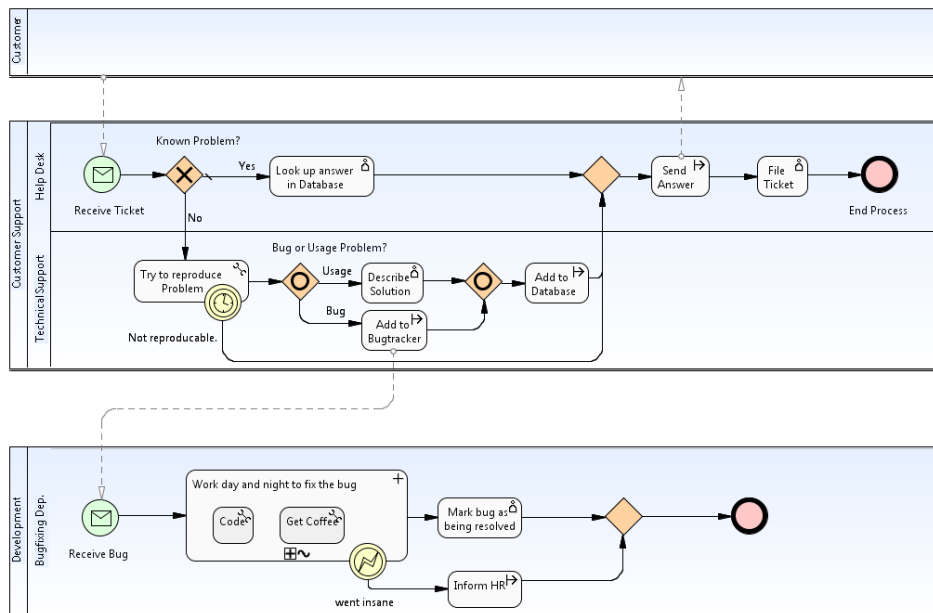 Customer
Customer Support
Help Desk
Known Problem?
Receive Ticket
Yes
No
Look up answer
in Database
Send
Answer
File
Ticket
End Process
TechnicalSupport
Try to reproduce
Problem
Not reproducable.
Bug or Usage Problem?
Usage
Bug
Describe
Solution
Add to
Bugtracker
Add to
Database
Development
Bugfixing Dep.
Receive Bug
Work day and night to fix the bug
Code
Get Coffee
went insane
Mark bug as
being resolved
Inform HR